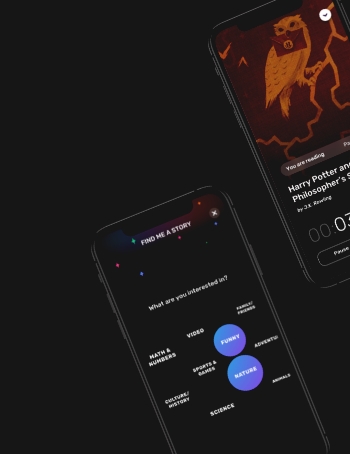 You are reading
Harry Potter and
Philosopher's S
by J.K. Rowling
00:03
Pause
FIND ME A STORY
What are you interested in?
FAMILY/
FRIENDS
VIDEO
FUNNY
ADVENTU
MATH &
NUMBERS
SPORTS &
GAMES
NATURE
ANIMALS
CULTURE/
HISTORY
SCIENCE